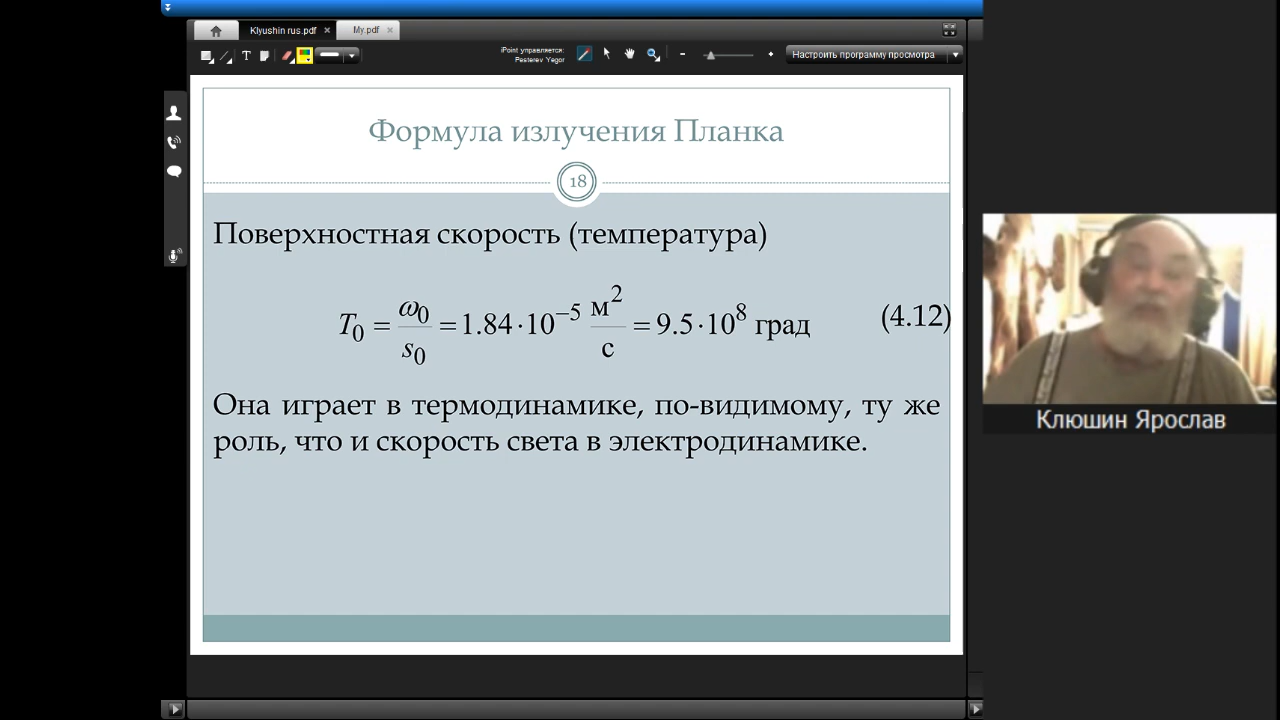 Klyushin rus.pdf
My.pdf
iPoint управляется:
Pesterev Yegor
Настроить программу просмотра
Формула излучения Планка
18
Поверхностная скорость (температура)
T₀ = ω₀/s₀ = 1.84·10⁻⁵ м²/с = 9.5·10⁸ град (4.12)
Она играет в термодинамике, по-видимому, ту же
роль, что и скорость света в электродинамике.
Клюшин Ярослав